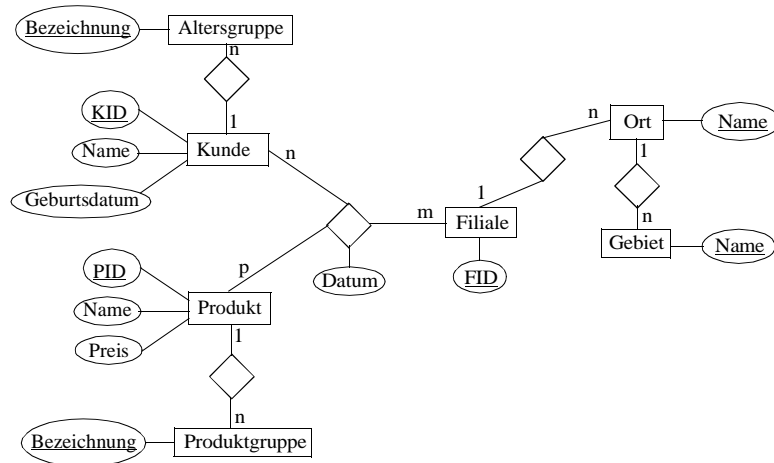 Bezeichnung
Altersgruppe
n
KID
1
Name
Kunde
n
Geburtsdatum
n
Ort
Name
1
1
n
m
Filiale
Gebiet
Name
PID
p
Datum
FID
Name
Produkt
Preis
1
n
Bezeichnung
Produktgruppe